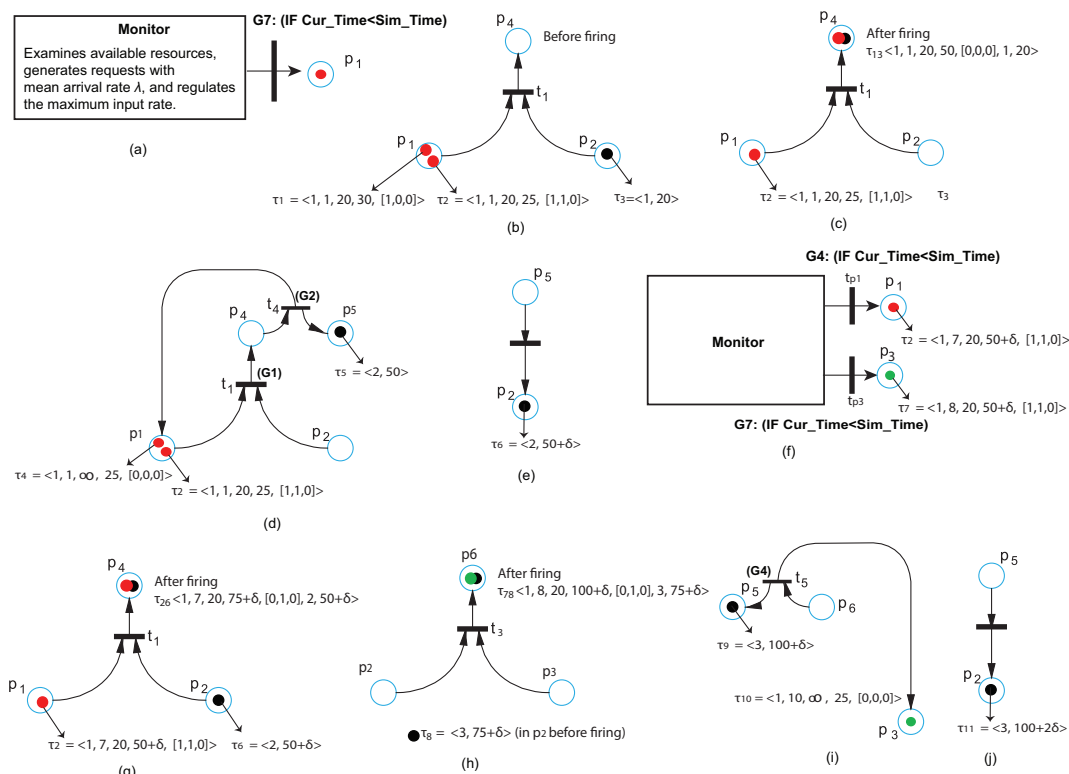 Monitor
Examines available resources,
generates requests with
mean arrival rate λ, and regulates
the maximum input rate.
G7: (IF Cur_Time<Sim_Time)
p1
(a)
p4
Before firing
t1
p1
p2
τ1 = <1, 1, 20, 30, [1,0,0]>
τ2 = <1, 1, 20, 25, [1,1,0]>
τ3=<1, 20>
(b)
p4
After firing
τ13 <1, 1, 20, 50, [0,0,0], 1, 20>
t1
p1
p2
τ2 = <1, 1, 20, 25, [1,1,0]>
τ3
(c)
(G2)
t4
p4
p5
τ5 = <2, 50>
(G1)
t1
p1
p2
τ4 = <1, 1, ∞, 25, [0,0,0]>
τ2 = <1, 1, 20, 25, [1,1,0]>
(d)
p5
p2
τ6 = <2, 50+δ>
(e)
G4: (IF Cur_Time<Sim_Time)
Monitor
tp1
p1
τ2 = <1, 7, 20, 50+δ, [1,1,0]>
p3
tp3
τ7 = <1, 8, 20, 50+δ, [1,1,0]>
G7: (IF Cur_Time<Sim_Time)
(f)
p4
After firing
τ26 <1, 7, 20, 75+δ, [0,1,0], 2, 50+δ>
t1
p1
p2
τ2 = <1, 7, 20, 50+δ, [1,1,0]>
τ6 = <2, 50+δ>
(g)
p6
After firing
τ78 <1, 8, 20, 100+δ, [0,1,0], 3, 75+δ>
t3
p2
p3
τ8 = <3, 75+δ> (in p2 before firing)
(h)
(G4)
t5
p5
p6
τ9 = <3, 100+δ>
τ10 = <1, 10, ∞, 25, [0,0,0]>
p3
(i)
p5
p2
τ11 = <3, 100+2δ>
(j)